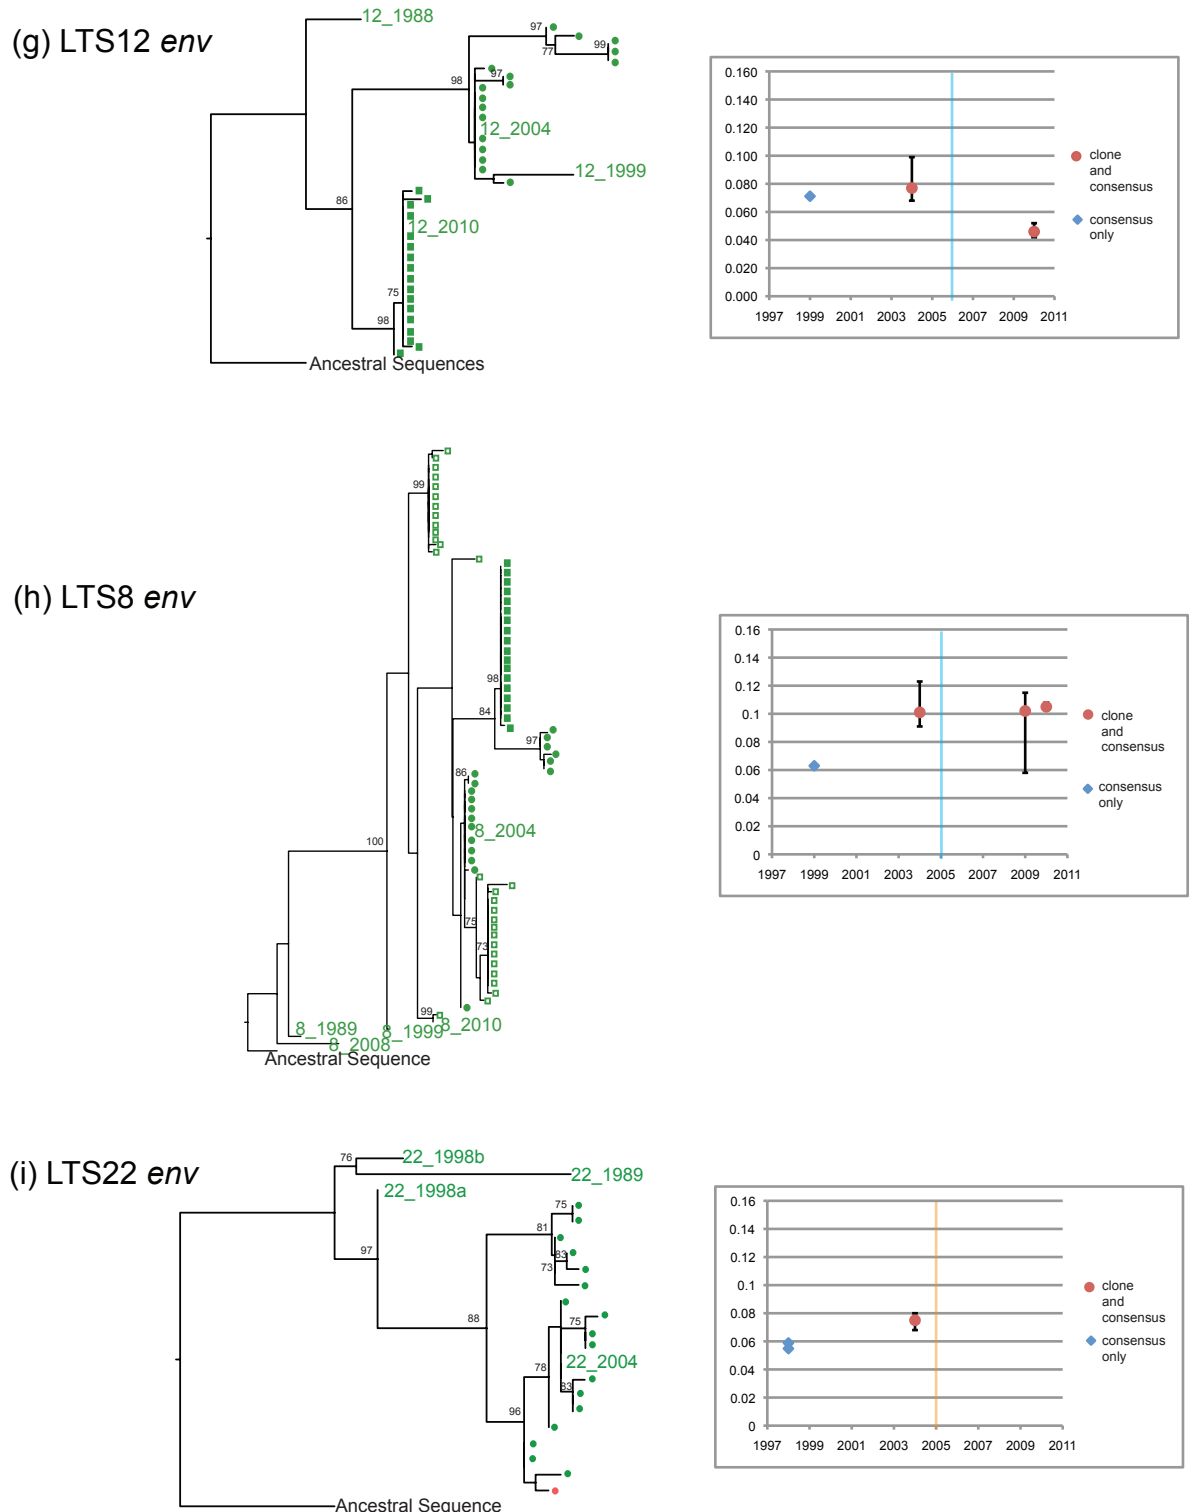 (g) LTS12 env
12_1988
97
77
99
98
97
12_2004
12_1999
86
12_2010
75
98
Ancestral Sequences
0.160
0.140
0.120
0.100
0.080
0.060
0.040
0.020
0.000
1997 1999 2001 2003 2005 2007 2009 2011
clone
and
consensus
consensus
only
(h) LTS8 env
99
98
84
97
86
8_2004
100
75
73
99
8_2010
8_1989
8_1999
8_2008
Ancestral Sequence
0.16
0.14
0.12
0.1
0.08
0.06
0.04
0.02
0
1997 1999 2001 2003 2005 2007 2009 2011
clone
and
consensus
consensus
only
(i) LTS22 env
76
22_1998b
22_1989
22_1998a
75
81
83
73
97
88
75
22_2004
78
83
96
Ancestral Sequence
0.16
0.14
0.12
0.1
0.08
0.06
0.04
0.02
0
1997 1999 2001 2003 2005 2007 2009 2011
clone
and
consensus
consensus
only